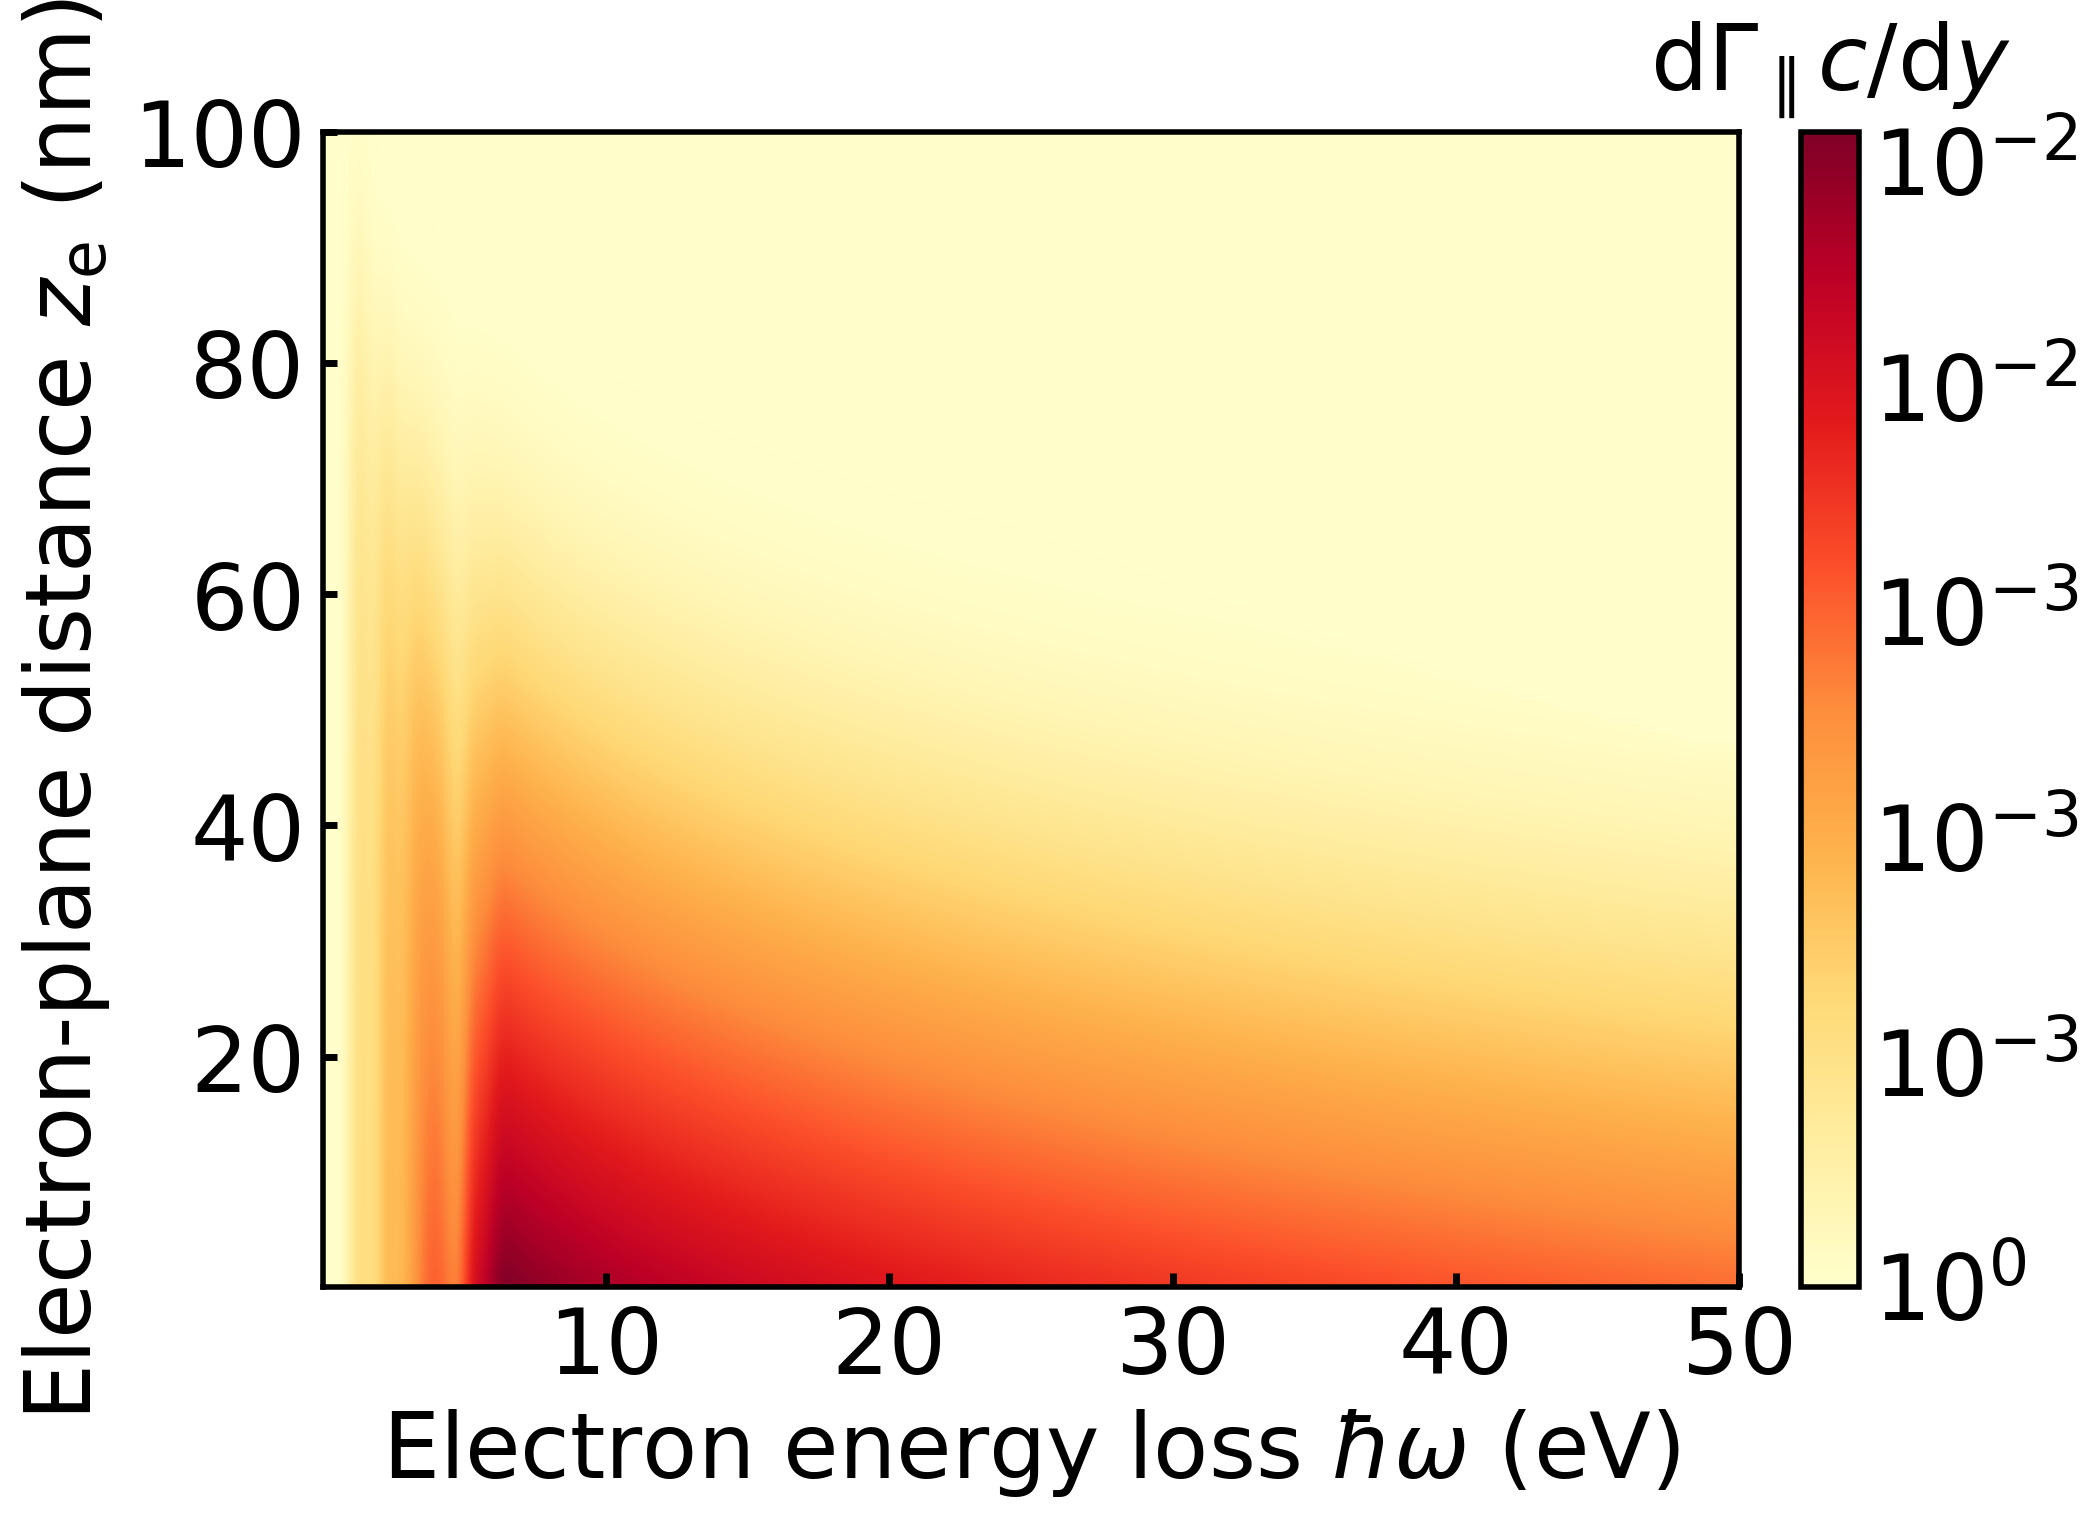 dΓ∥c/dy
Electron-plane distance zₑ (nm)
100
80
60
40
20
10 20 30 40 50
Electron energy loss ħω (eV)
10⁻²
10⁻²
10⁻³
10⁻³
10⁻³
10⁰